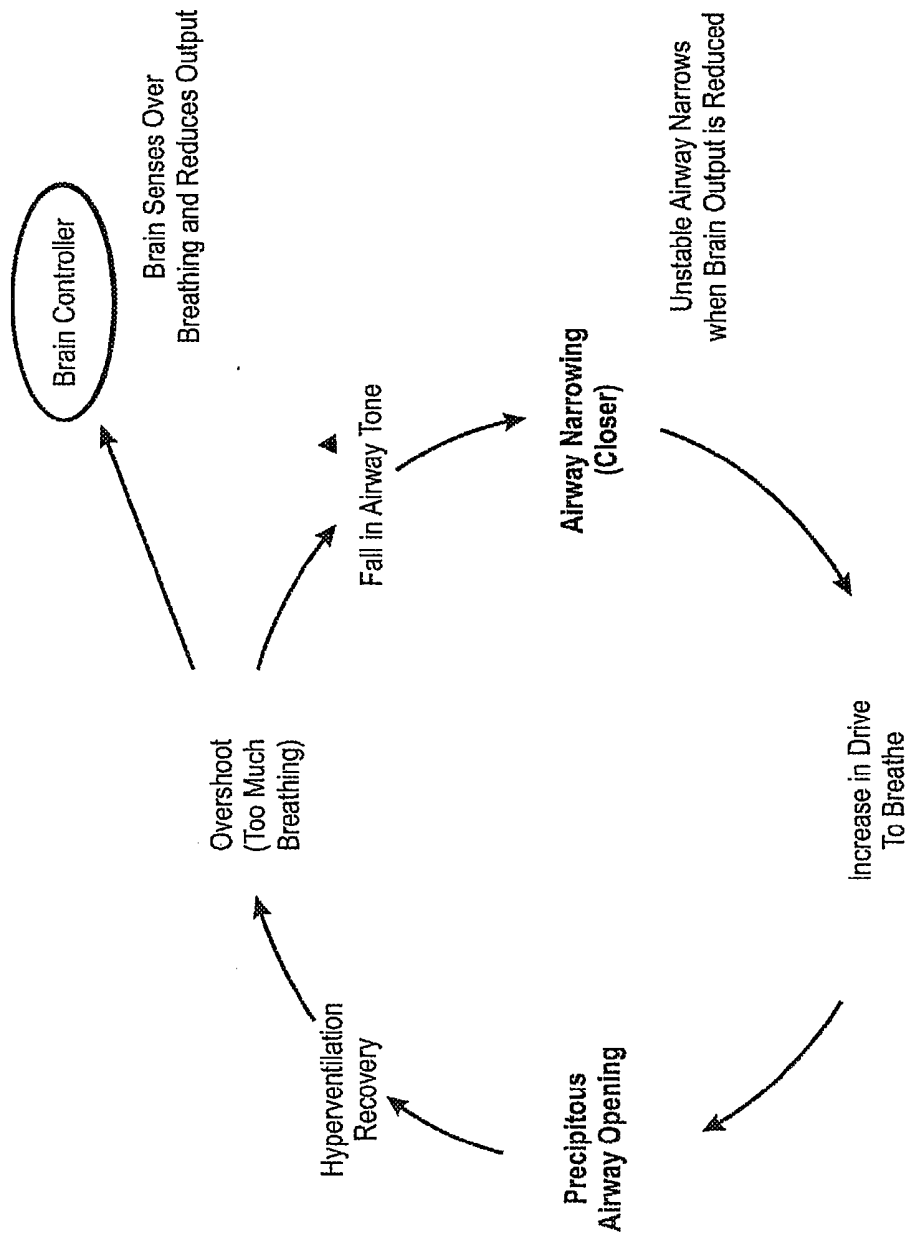 Brain Controller
Brain Senses Over
Breathing and Reduces Output
Overshoot
(Too Much
Breathing)
Fall in Airway Tone
Airway Narrowing
(Closer)
Unstable Airway Narrows
when Brain Output is Reduced
Increase in Drive
To Breathe
Precipitous
Airway Opening
Hyperventilation
Recovery